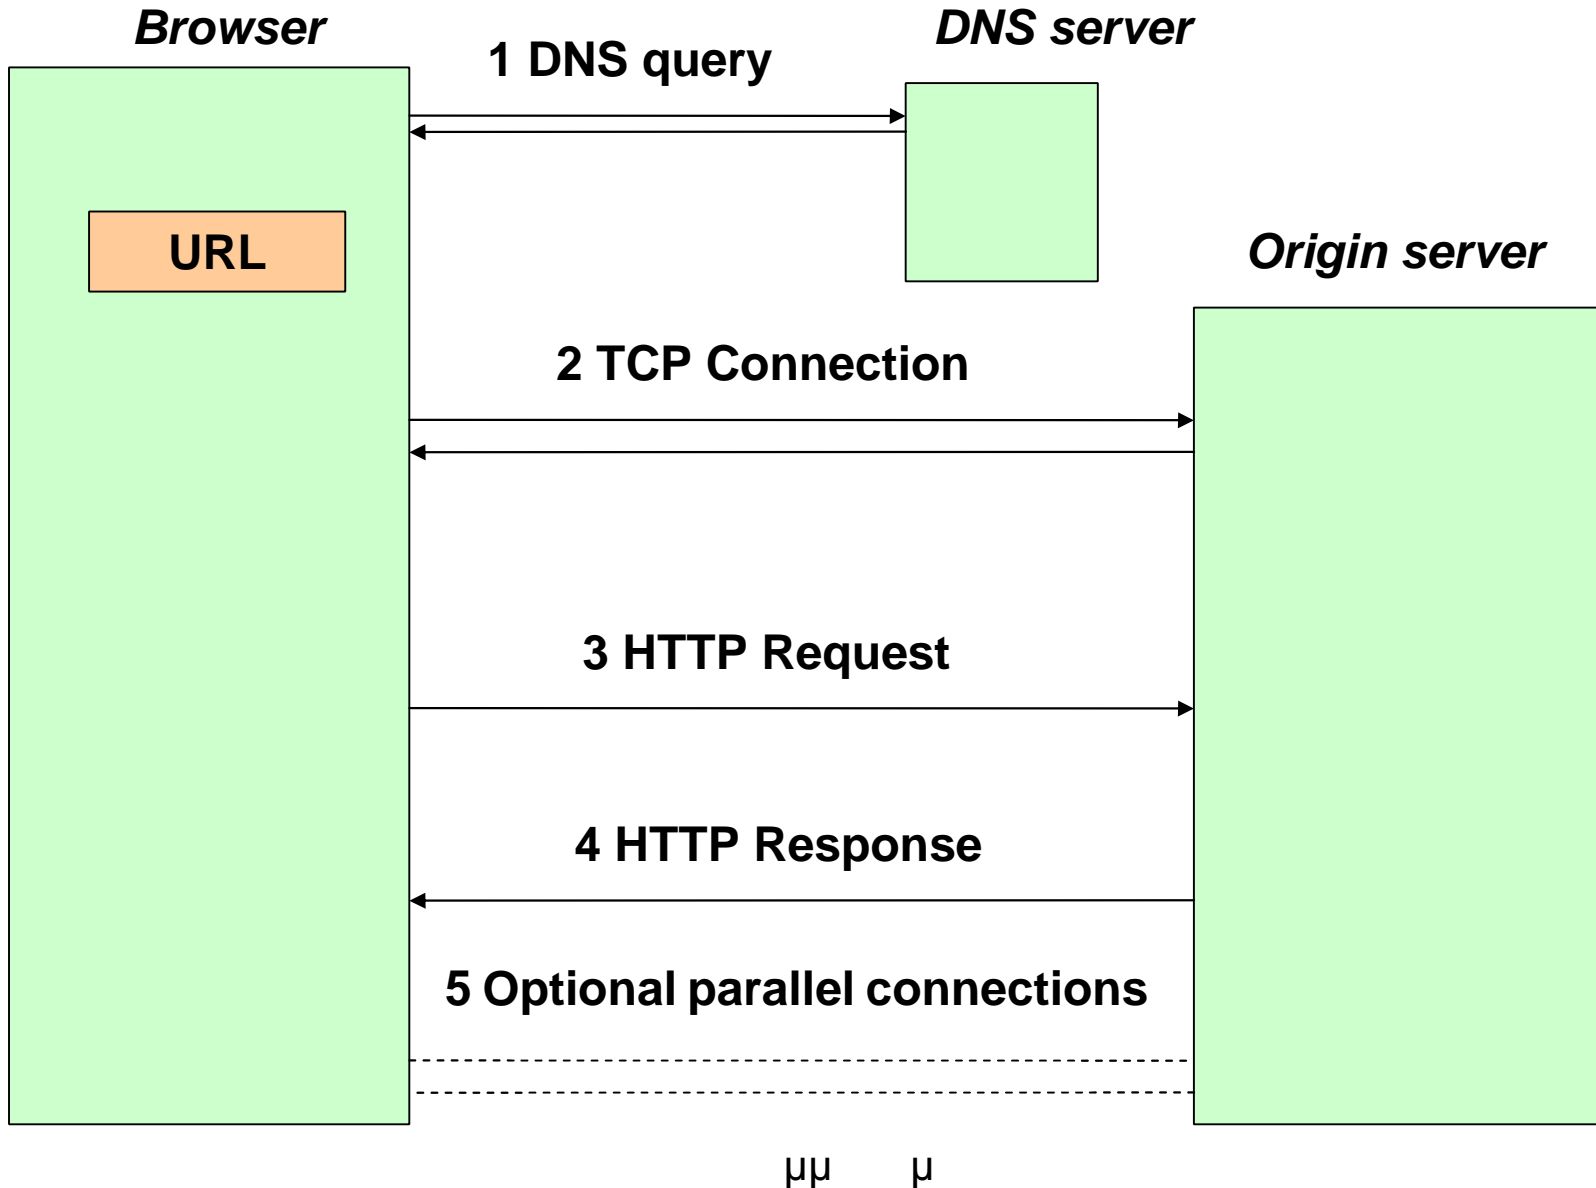 Browser
DNS server
1 DNS query
URL
Origin server
2 TCP Connection
3 HTTP Request
4 HTTP Response
5 Optional parallel connections
μμ μ